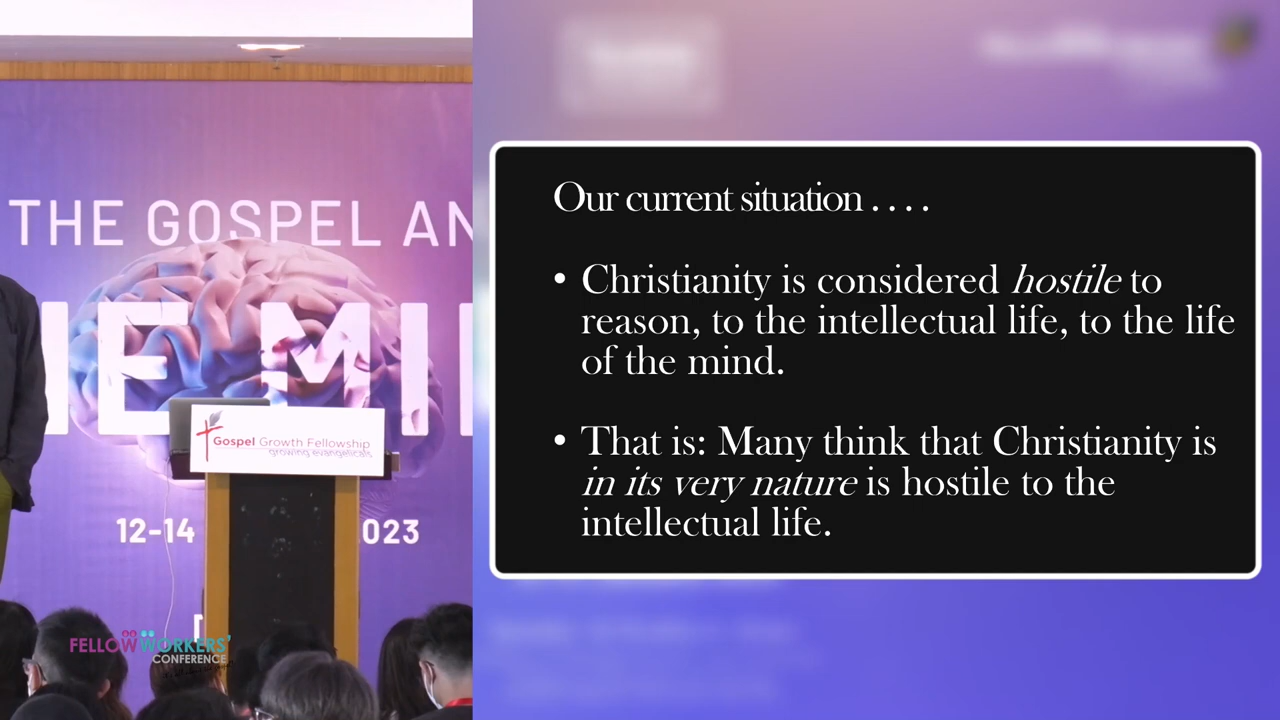 THE GOSPEL AN
HE MI
Gospel Growth Fellowship
growing evangelicals
12-14
023
FELLOWWORKERS'
CONFERENCE
Our current situation . . . .
• Christianity is considered hostile to
reason, to the intellectual life, to the life
of the mind.
• That is: Many think that Christianity is
in its very nature is hostile to the
intellectual life.